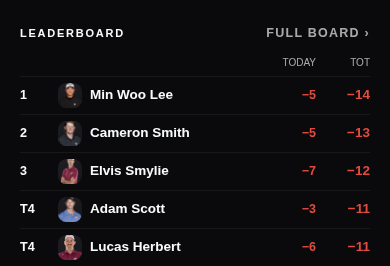 LEADERBOARD FULL BOARD ›
TODAY TOT
1 Min Woo Lee −5 −14
2 Cameron Smith −5 −13
3 Elvis Smylie −7 −12
T4 Adam Scott −3 −11
T4 Lucas Herbert −6 −11